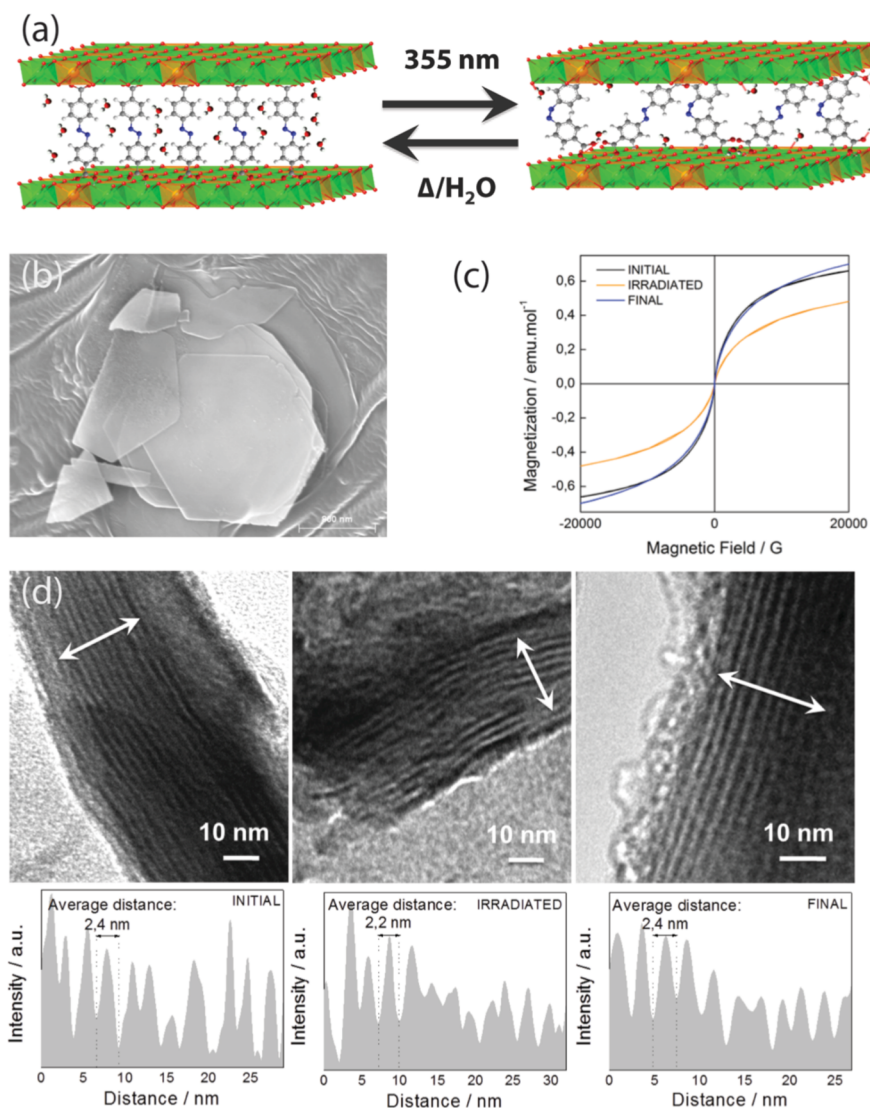 (a)
355 nm
Δ/H₂O
(b)
(c)
INITIAL
IRRADIATED
FINAL
Magnetization / emu.mol⁻¹
0,6
0,4
0,2
0,0
-0,2
-0,4
-0,6
-20000
0
20000
Magnetic Field / G
(d)
10 nm
10 nm
10 nm
Average distance:
INITIAL
2,4 nm
Intensity / a.u.
0
5
10
15
20
25
Distance / nm
Average distance:
IRRADIATED
2,2 nm
Intensity / a.u.
0
5
10
15
20
25
30
Distance / nm
Average distance:
FINAL
2,4 nm
Intensity / a.u.
0
5
10
15
20
25
Distance / nm